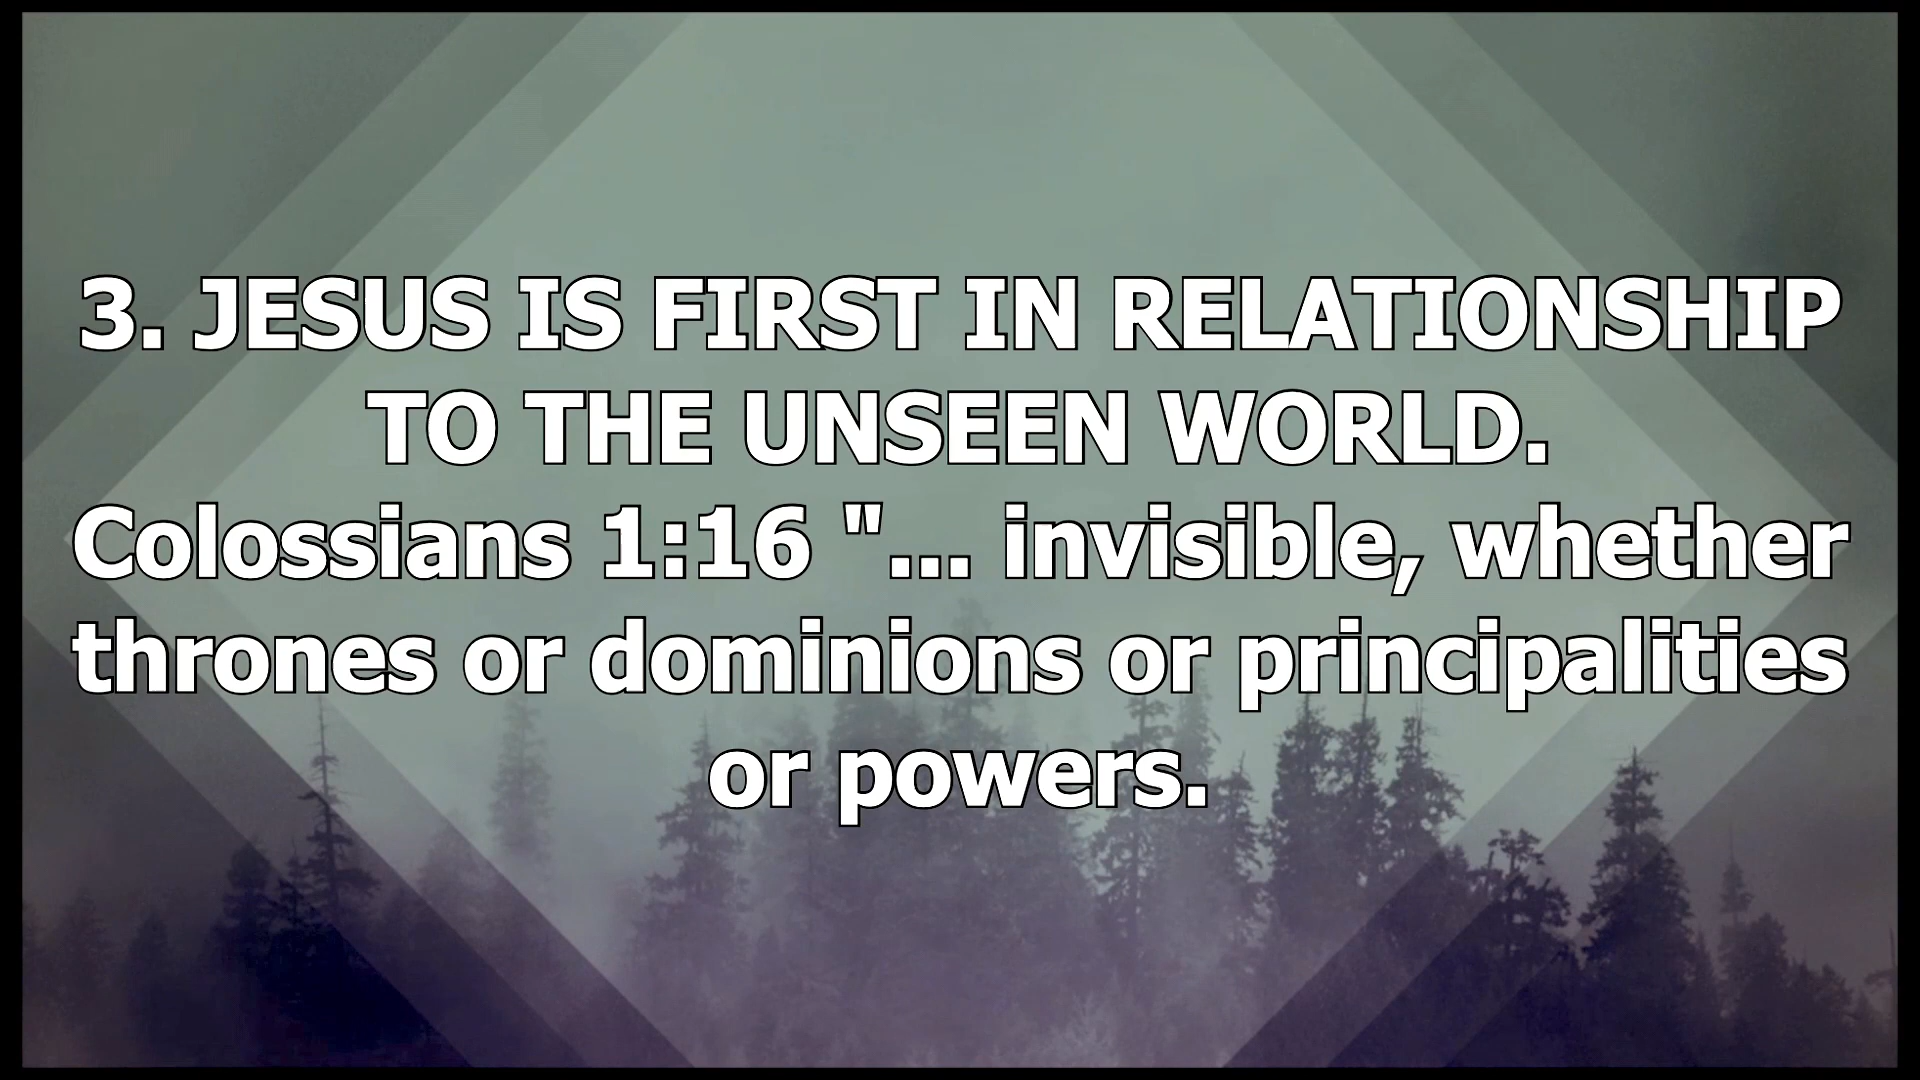 3. JESUS IS FIRST IN RELATIONSHIP
TO THE UNSEEN WORLD.
Colossians 1:16 "... invisible, whether
thrones or dominions or principalities
or powers.